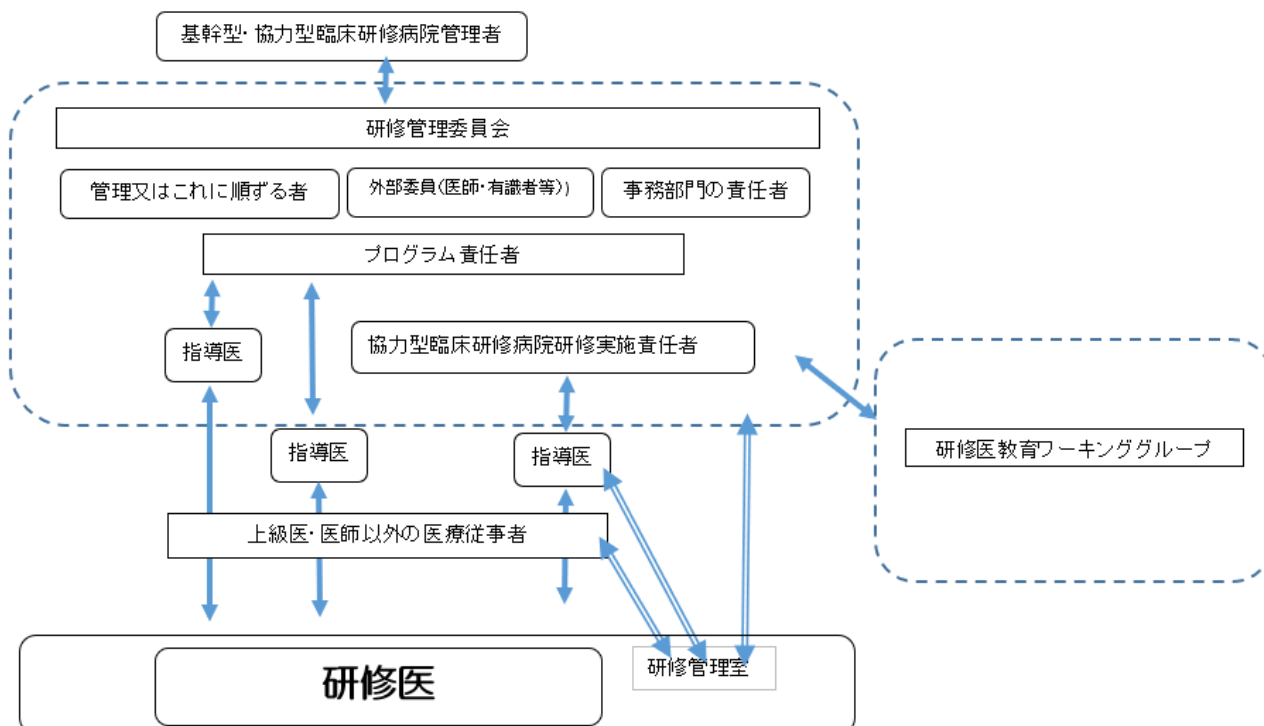 基幹型・協力型臨床研修病院管理者
研修管理委員会
管理又はこれに順ずる者
外部委員(医師・有識者等))
事務部門の責任者
プログラム責任者
指導医
協力型臨床研修病院研修実施責任者
指導医
指導医
研修医教育ワーキンググループ
上級医・医師以外の医療従事者
研修医
研修管理室